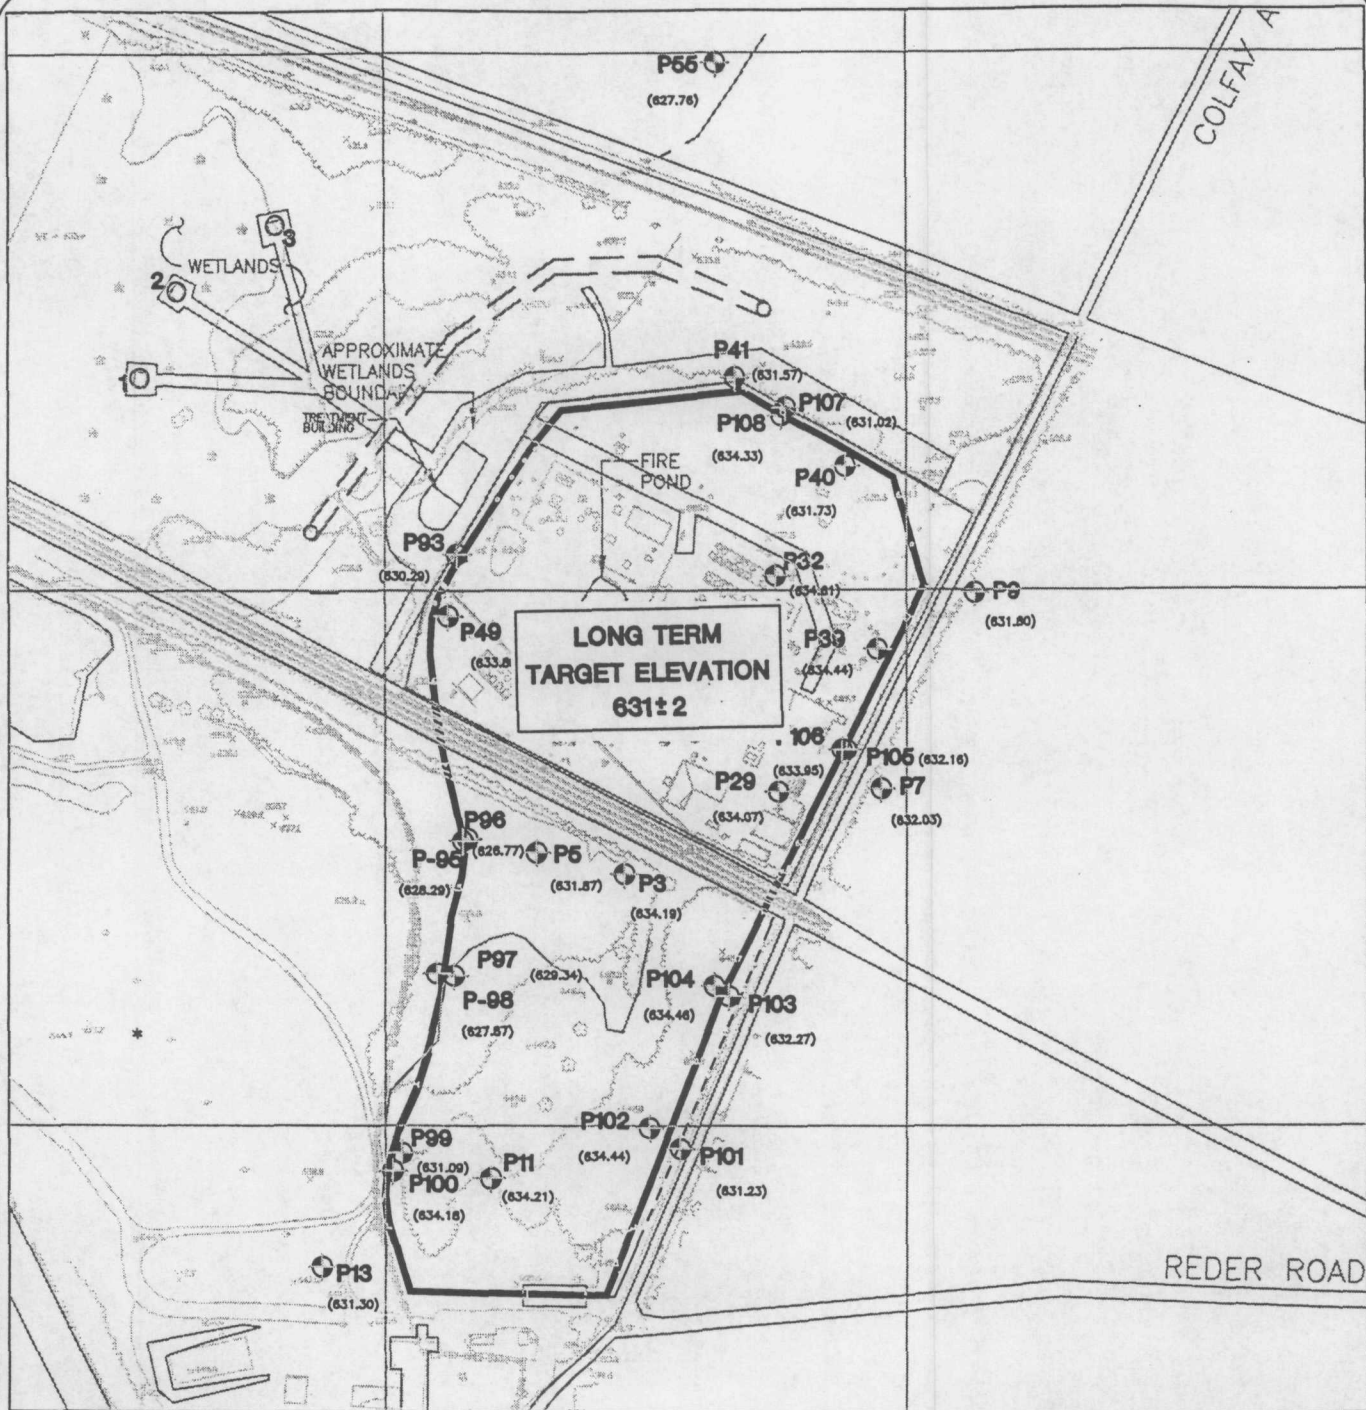 COLFAX A
P55
(627.76)
3
WETLANDS
2
APPROXIMATE
WETLANDS
BOUNDARY
1
TREATMENT
BUILDING
P41
(631.57)
P107
(631.02)
P108
(634.33)
P40
(631.73)
FIRE
POND
P93
(630.29)
P32
(634.61)
P9
(631.80)
P49
(633.8
LONG TERM
TARGET ELEVATION
631±2
P39
(634.44)
106
(633.95)
P105 (632.16)
P29
(634.07)
P7
(632.03)
P96
(626.77)
P-95
(628.29)
P5
(631.87)
P3
(634.19)
P97
(629.34)
P-98
(627.87)
P104
(634.46)
P103
(632.27)
P102
(634.44)
P101
(631.23)
P99
(631.09)
P100
(634.18)
P11
(634.21)
P13
(631.30)
REDER ROAD